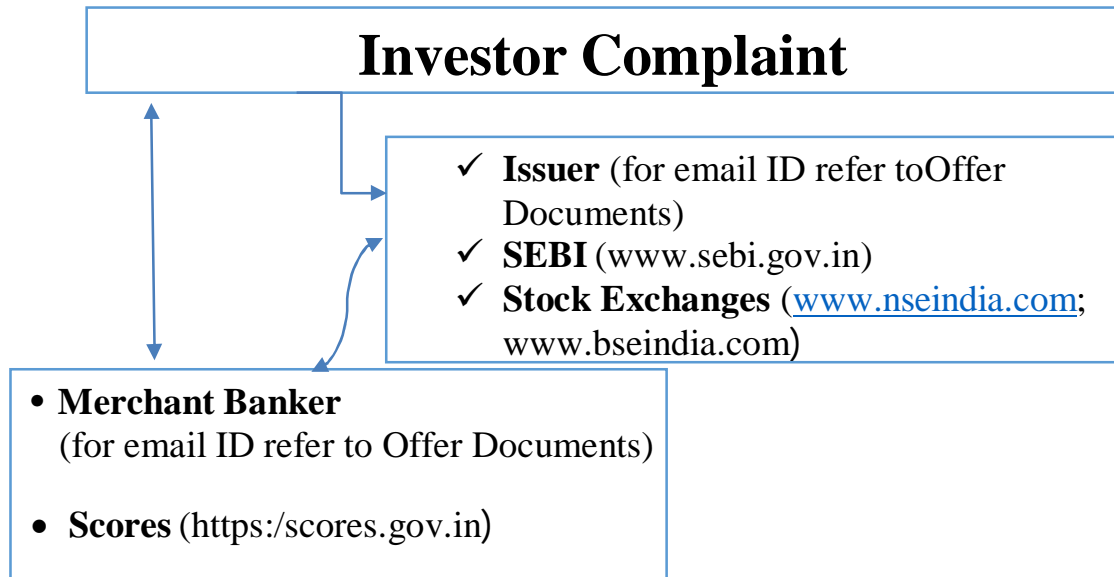 Investor Complaint
✓ Issuer (for email ID refer toOffer
Documents)
✓ SEBI (www.sebi.gov.in)
✓ Stock Exchanges (www.nseindia.com;
www.bseindia.com)
• Merchant Banker
(for email ID refer to Offer Documents)
• Scores (https:/scores.gov.in)